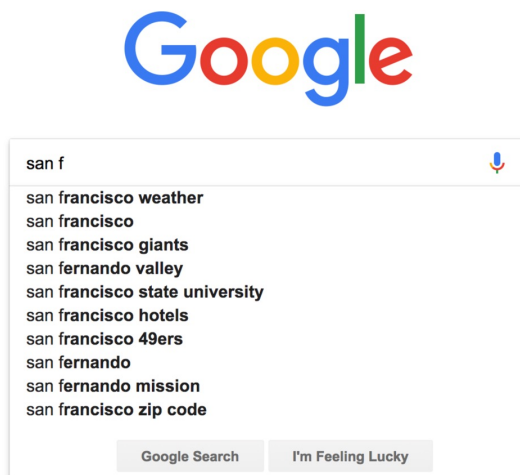 Google
san f
san francisco weather
san francisco
san francisco giants
san fernando valley
san francisco state university
san francisco hotels
san francisco 49ers
san fernando
san fernando mission
san francisco zip code
Google Search I'm Feeling Lucky